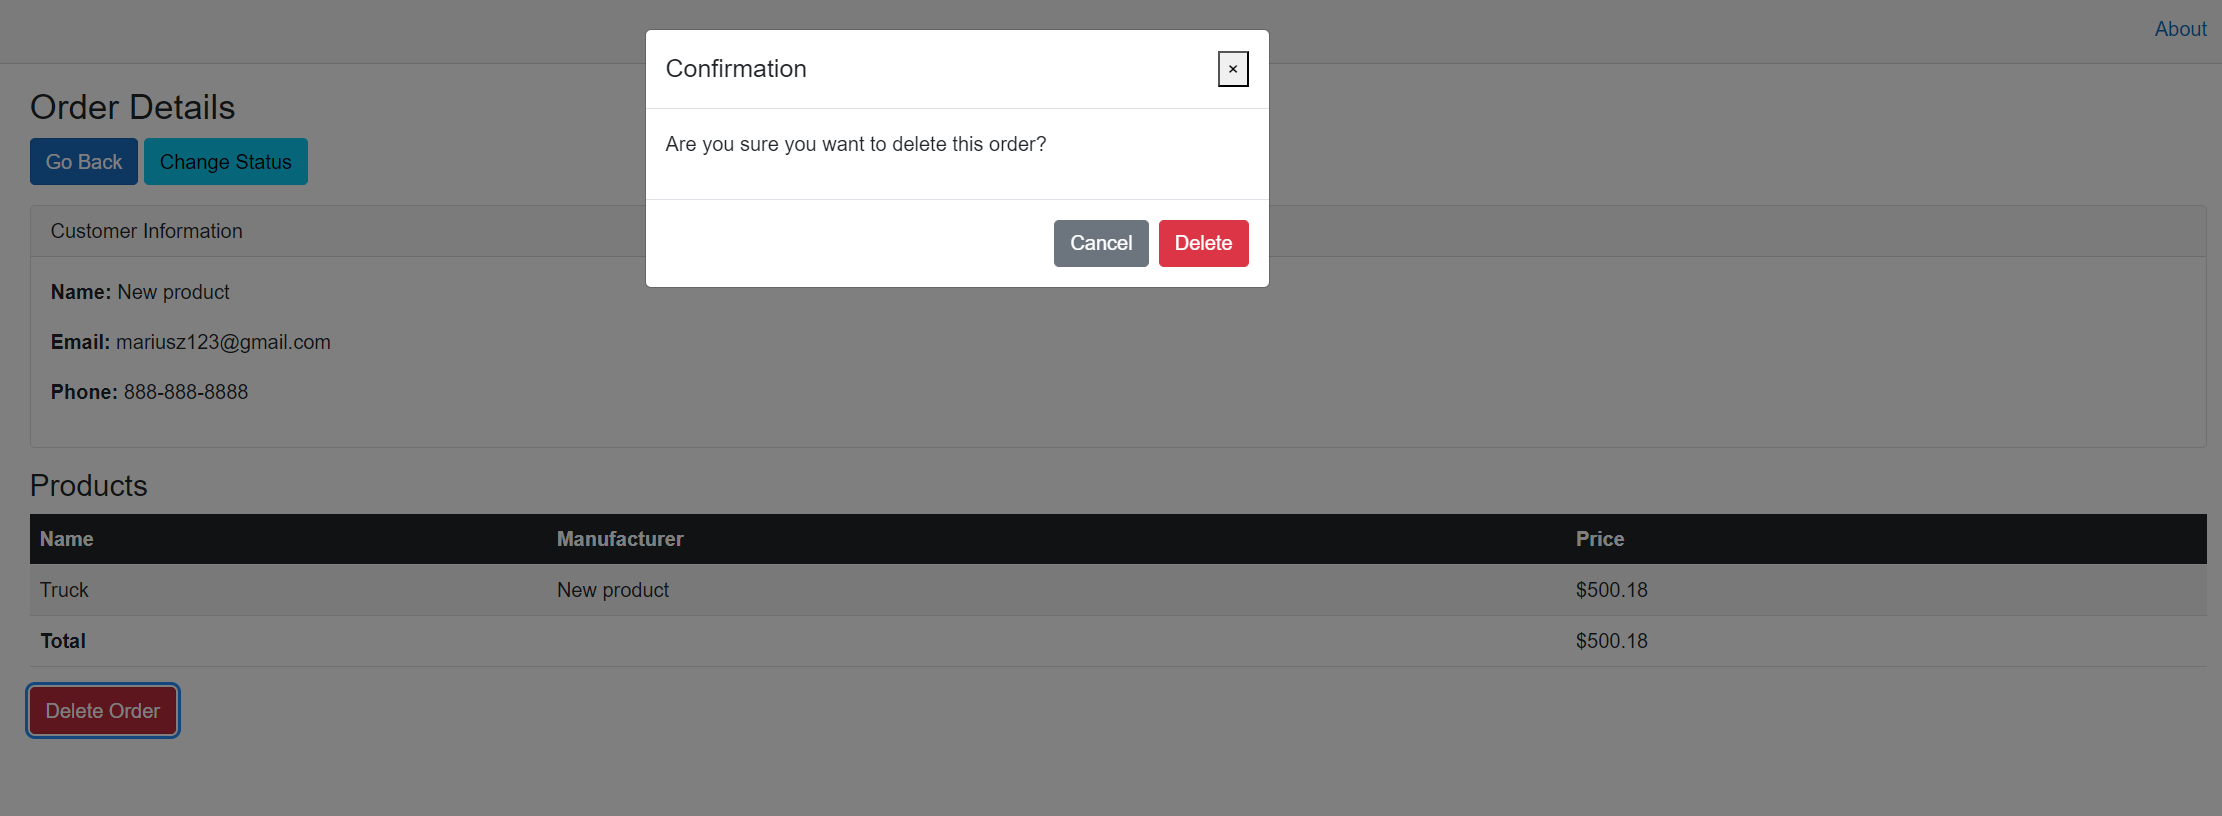 About
Confirmation
×
Are you sure you want to delete this order?
Cancel Delete
Order Details
Go Back Change Status
Customer Information
Name: New product
Email: mariusz123@gmail.com
Phone: 888-888-8888
Products
Name Manufacturer Price
Truck New product $500.18
Total $500.18
Delete Order